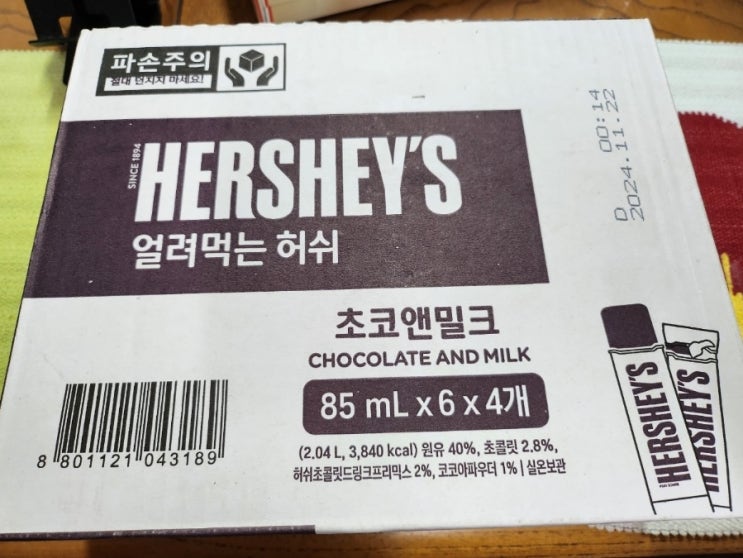 파손주의
절대 던지지 마세요!
D 00:14
2024.11.22
SINCE 1894
HERSHEY'S
얼려먹는 허쉬
초코앤밀크
CHOCOLATE AND MILK
85 mL x 6 x 4개
(2.04 L, 3,840 kcal) 원유 40%, 초콜릿 2.8%,
허쉬초콜릿드링크프리믹스 2%, 코코아파우더 1% | 실온보관
8 801121 043189
HERSHEY'S
HERSHEY'S